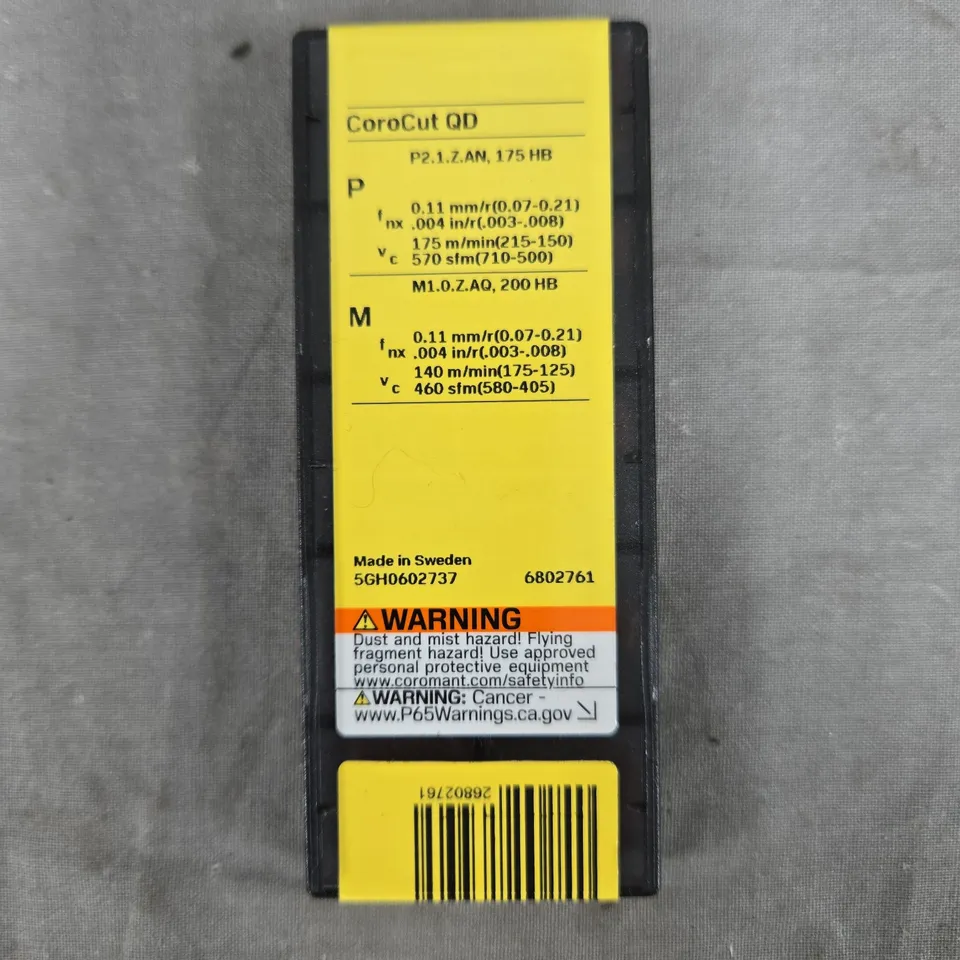 CoroCut QD
P2.1.Z.AN, 175 HB
P
f nx 0.11 mm/r(0.07-0.21)
.004 in/r(.003-.008)
v c 175 m/min(215-150)
570 sfm(710-500)
M1.0.Z.AQ, 200 HB
M
f nx 0.11 mm/r(0.07-0.21)
.004 in/r(.003-.008)
v c 140 m/min(175-125)
460 sfm(580-405)
Made in Sweden
5GH0602737 6802761
WARNING
Dust and mist hazard! Flying
fragment hazard! Use approved
personal protective equipment
www.coromant.com/safetyinfo
WARNING: Cancer -
www.P65Warnings.ca.gov
26802761